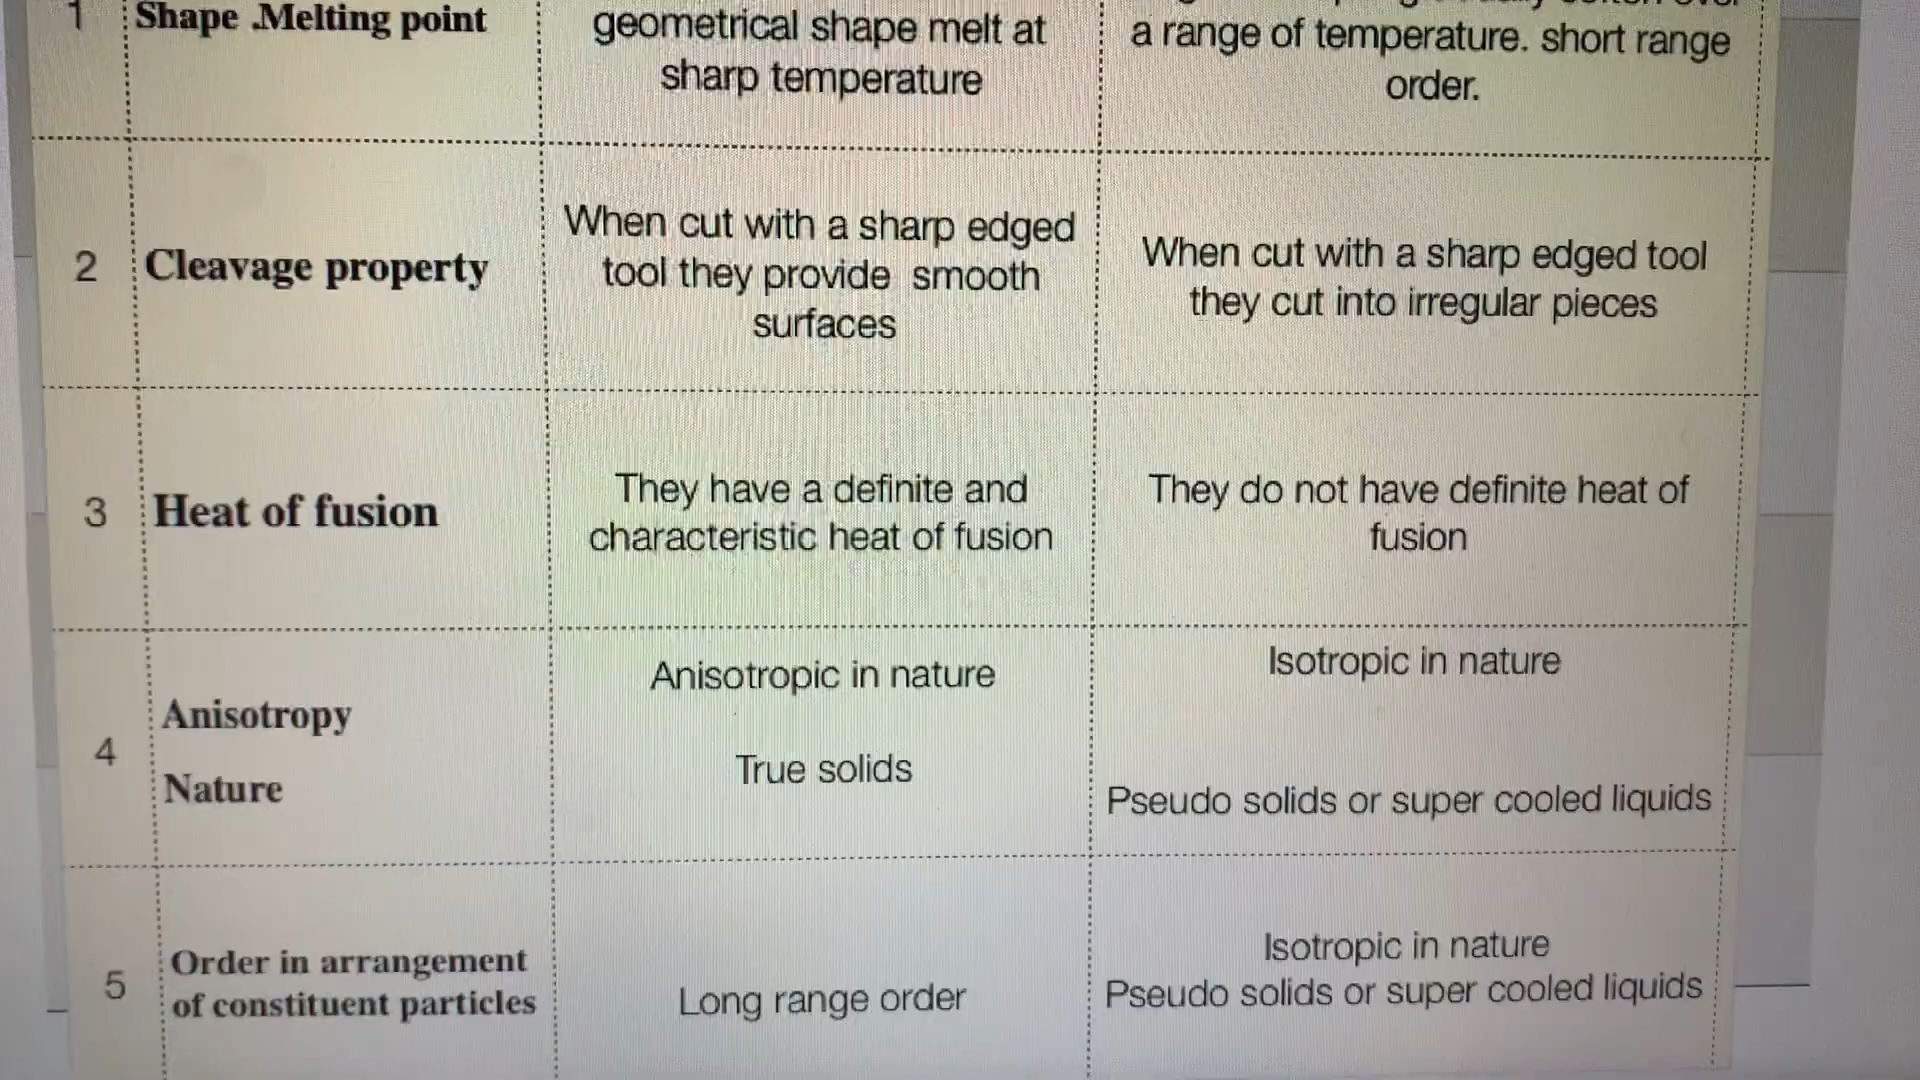 1
Shape .Melting point
geometrical shape melt at
sharp temperature
over
a range of temperature. short range
order.
2
Cleavage property
When cut with a sharp edged
tool they provide smooth
surfaces
When cut with a sharp edged tool
they cut into irregular pieces
3
Heat of fusion
They have a definite and
characteristic heat of fusion
They do not have definite heat of
fusion
4
Anisotropy
Nature
Anisotropic in nature
True solids
Isotropic in nature
Pseudo solids or super cooled liquids
5
Order in arrangement
of constituent particles
Long range order
Isotropic in nature
Pseudo solids or super cooled liquids